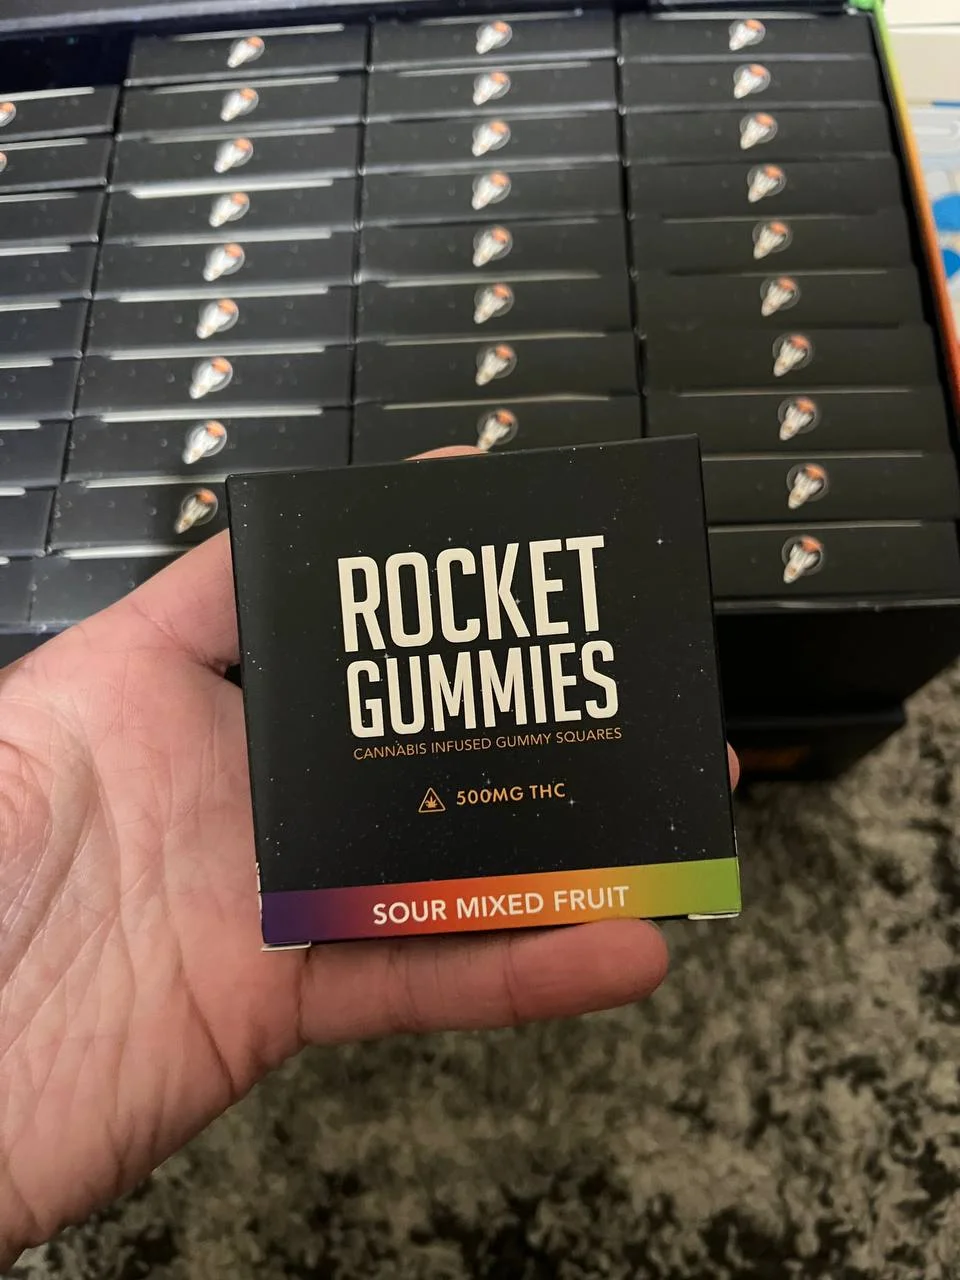 ROCKET
GUMMIES
CANNABIS INFUSED GUMMY SQUARES
500MG THC
SOUR MIXED FRUIT